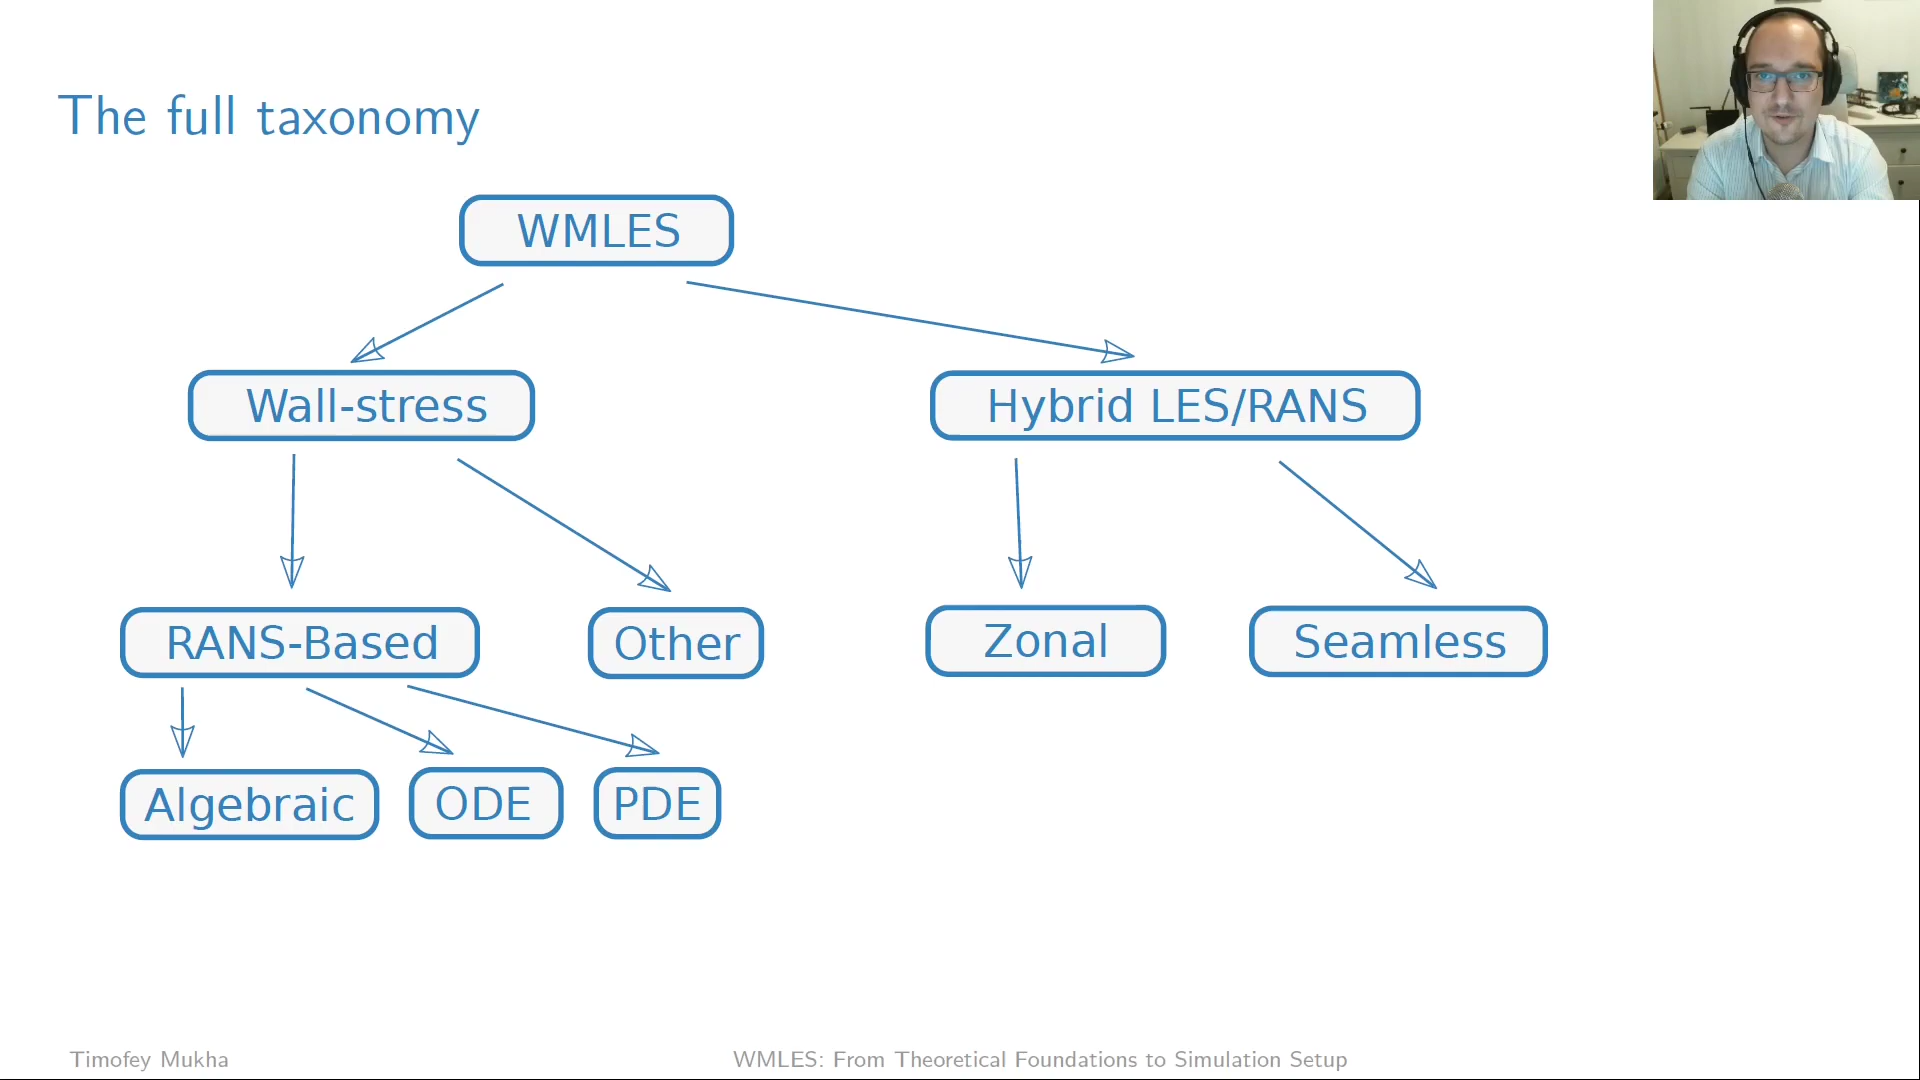 The full taxonomy
WMLES
Wall-stress
Hybrid LES/RANS
RANS-Based
Other
Zonal
Seamless
Algebraic
ODE
PDE
Timofey Mukha
WMLES: From Theoretical Foundations to Simulation Setup